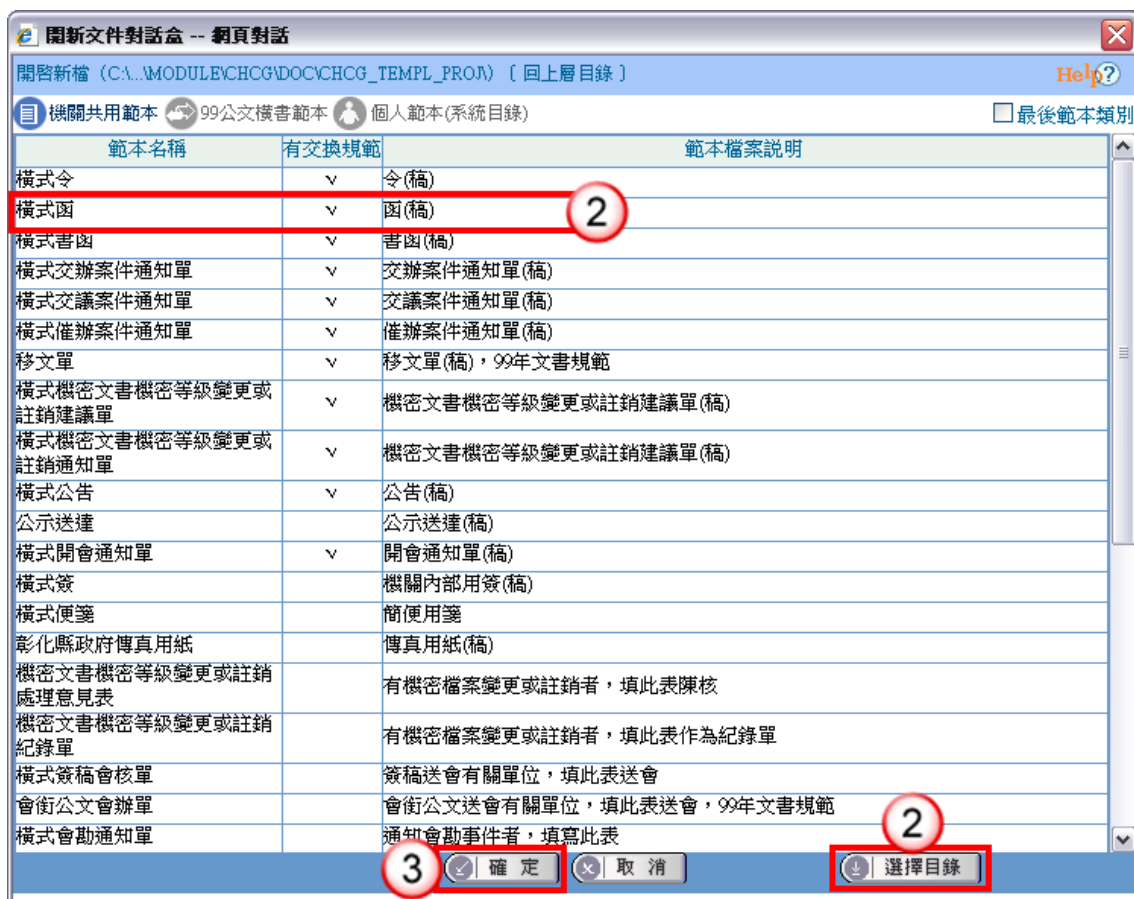 開新文件對話盒 -- 網頁對話
開啓新檔（C:\...\MODULE\CHCG\DOC\CHCG_TEMPL_PROJ\）〔 回上層目錄 〕
Help?
機關共用範本 99公文橫書範本 個人範本(系統目錄)
最後範本類別
範本名稱 有交換規範 範本檔案說明
橫式令 v 令(稿)
橫式函 v 函(稿)
2
橫式書函 v 書函(稿)
橫式交辦案件通知單 v 交辦案件通知單(稿)
橫式交議案件通知單 v 交議案件通知單(稿)
橫式催辦案件通知單 v 催辦案件通知單(稿)
移文單 v 移文單(稿)，99年文書規範
橫式機密文書機密等級變更或
註銷建議單 v 機密文書機密等級變更或註銷建議單(稿)
橫式機密文書機密等級變更或
註銷通知單 v 機密文書機密等級變更或註銷建議單(稿)
橫式公告 v 公告(稿)
公示送達 公示送達(稿)
橫式開會通知單 v 開會通知單(稿)
橫式簽 機關內部用簽(稿)
橫式便箋 簡便用箋
彰化縣政府傳真用紙 傳真用紙(稿)
機密文書機密等級變更或註銷
處理意見表 有機密檔案變更或註銷者，填此表陳核
機密文書機密等級變更或註銷
紀錄單 有機密檔案變更或註銷者，填此表作為紀錄單
橫式簽稿會核單 簽稿送會有關單位，填此表送會
會銜公文會辦單 會銜公文送會有關單位，填此表送會，99年文書規範
橫式會勘通知單 通知會勘事件者，填寫此表
2
3 確 定 取 消 選擇目錄